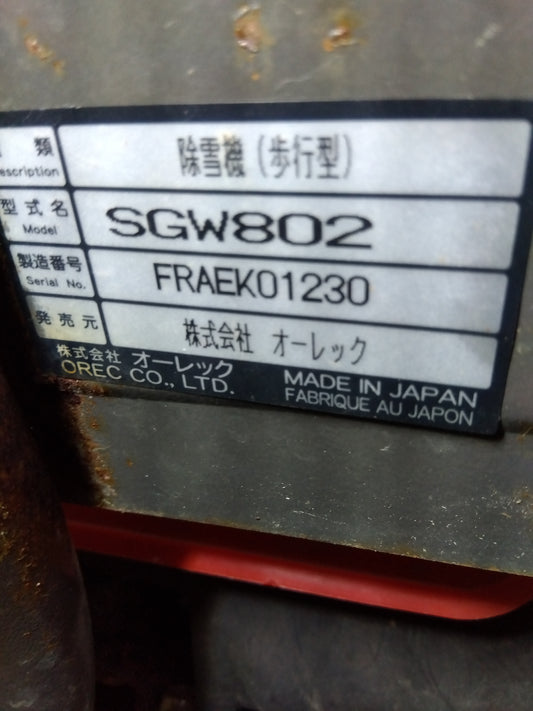 類 除雪機(歩行型)
escription
型式名 SGW802
Model
製造番号 FRAEK01230
Serial No.
発売元 株式会社 オーレック
株式会社 オーレック
OREC CO., LTD.
MADE IN JAPAN
FABRIQUE AU JAPON